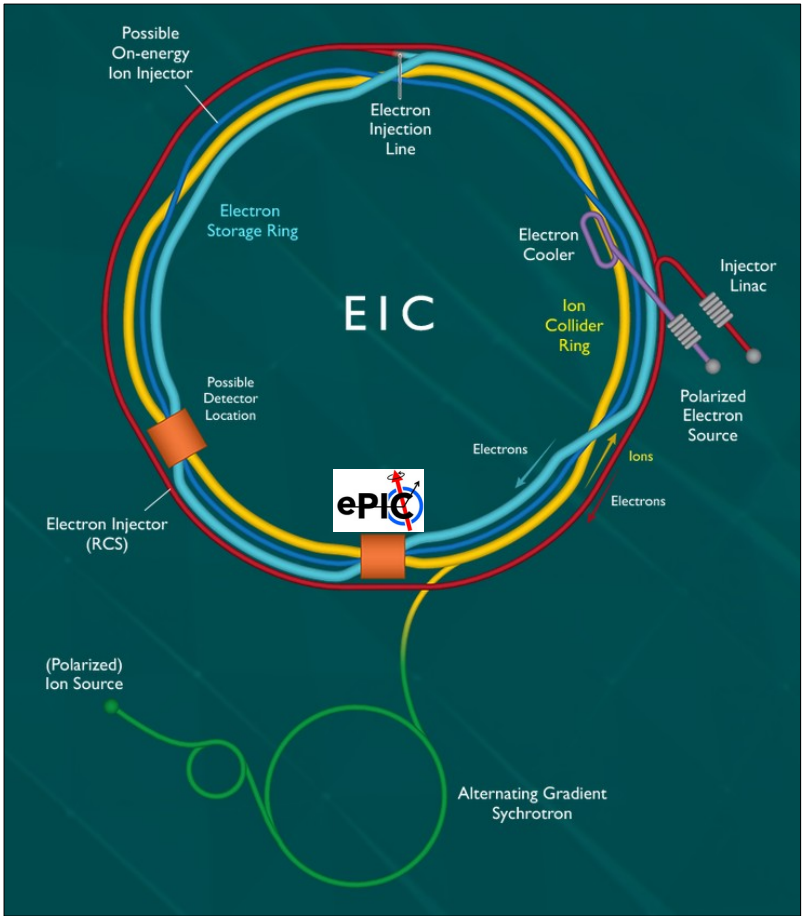 Possible
On-energy
Ion Injector
Electron
Injection
Line
Electron
Storage Ring
Electron
Cooler
Injector
Linac
EIC
Ion
Collider
Ring
Possible
Detector
Location
Polarized
Electron
Source
Electrons
Ions
Electrons
ePIC
Electron Injector
(RCS)
(Polarized)
Ion Source
Alternating Gradient
Sychrotron